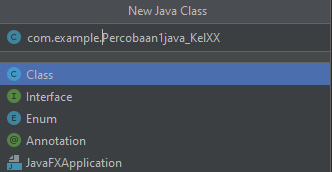 New Java Class
C com.example.Percobaan1java_KelXX
C Class
I Interface
E Enum
@ Annotation
JavaFXApplication